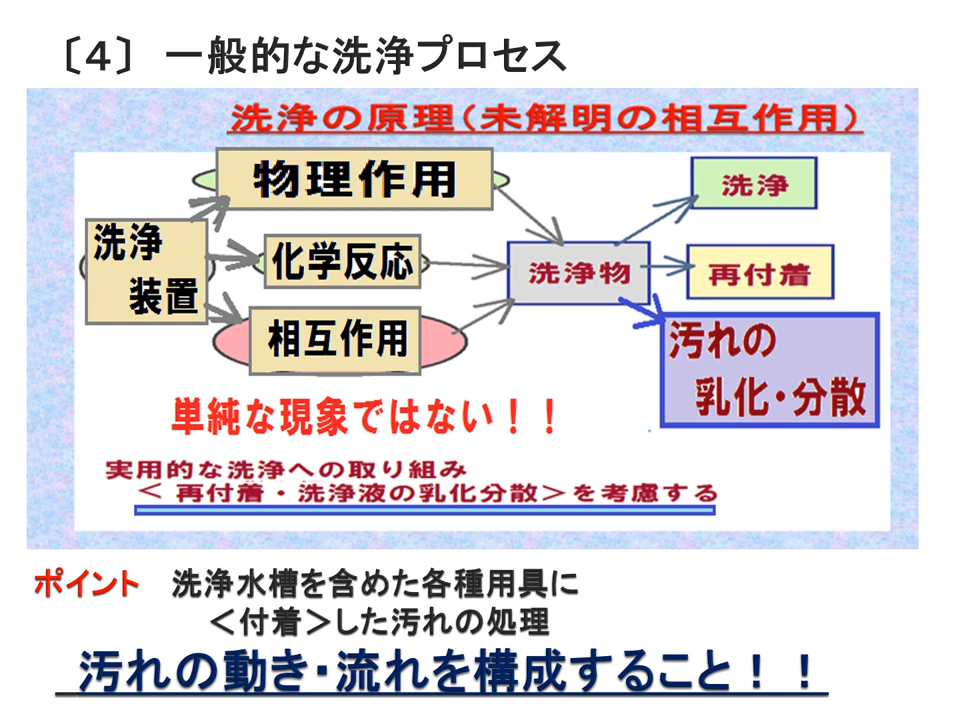 〔４〕 一般的な洗浄プロセス
洗浄の原理（未解明の相互作用）
物理作用
洗浄
洗浄
装置
化学反応
洗浄物
再付着
相互作用
汚れの
乳化・分散
単純な現象ではない！！
実用的な洗浄への取り組み
＜ 再付着・洗浄液の乳化分散＞を考慮する
ポイント 洗浄水槽を含めた各種用具に
＜付着＞した汚れの処理
汚れの動き・流れを構成すること！！